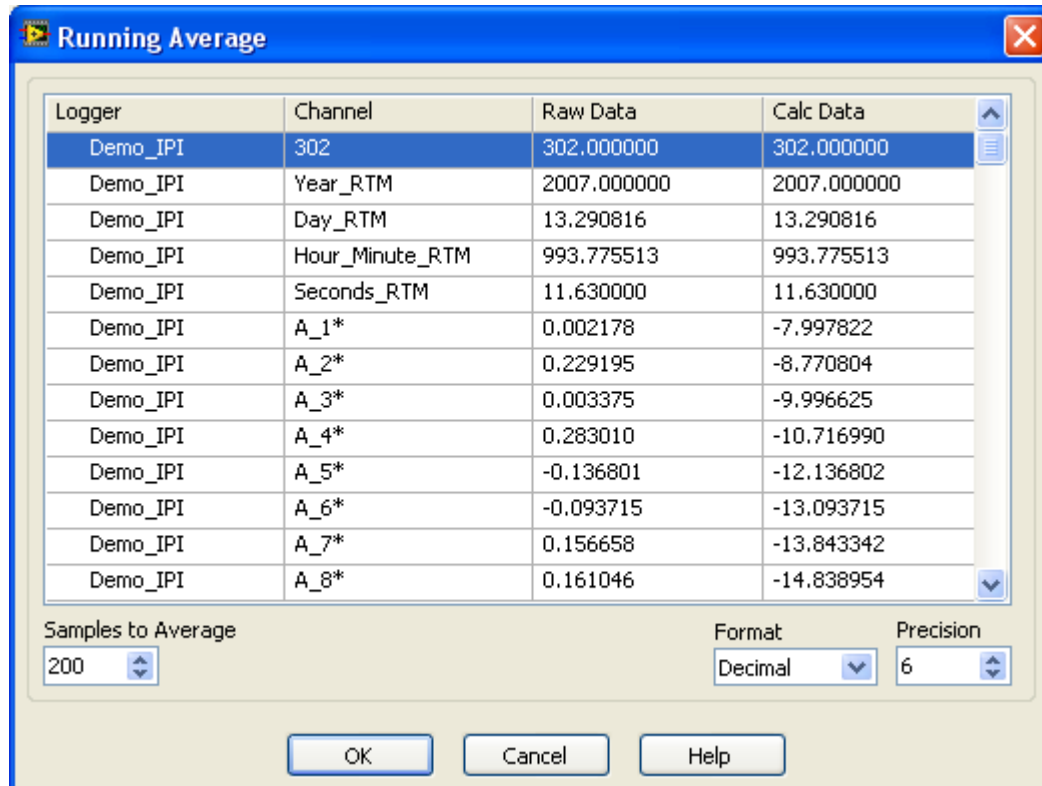 Running Average
Logger Channel Raw Data Calc Data
Demo_IPI 302 302.000000 302.000000
Demo_IPI Year_RTM 2007.000000 2007.000000
Demo_IPI Day_RTM 13.290816 13.290816
Demo_IPI Hour_Minute_RTM 993.775513 993.775513
Demo_IPI Seconds_RTM 11.630000 11.630000
Demo_IPI A_1* 0.002178 -7.997822
Demo_IPI A_2* 0.229195 -8.770804
Demo_IPI A_3* 0.003375 -9.996625
Demo_IPI A_4* 0.283010 -10.716990
Demo_IPI A_5* -0.136801 -12.136802
Demo_IPI A_6* -0.093715 -13.093715
Demo_IPI A_7* 0.156658 -13.843342
Demo_IPI A_8* 0.161046 -14.838954
Samples to Average Format Precision
200 Decimal 6
OK Cancel Help